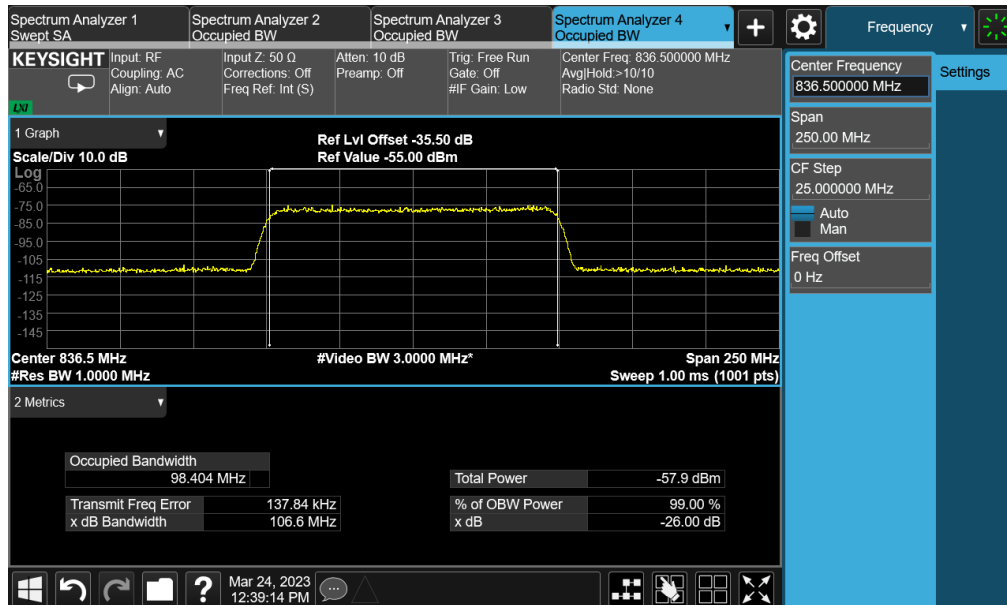 Spectrum Analyzer 1
Swept SA
Spectrum Analyzer 2
Occupied BW
Spectrum Analyzer 3
Occupied BW
Spectrum Analyzer 4
Occupied BW
Frequency
KEYSIGHT
LXI
Input: RF
Coupling: AC
Align: Auto
Input Z: 50 Ω
Corrections: Off
Freq Ref: Int (S)
Atten: 10 dB
Preamp: Off
Trig: Free Run
Gate: Off
#IF Gain: Low
Center Freq: 836.500000 MHz
Avg|Hold:>10/10
Radio Std: None
Center Frequency
836.500000 MHz
Settings
Span
250.00 MHz
CF Step
25.000000 MHz
Auto
Man
Freq Offset
0 Hz
1 Graph
Scale/Div 10.0 dB
Ref Lvl Offset -35.50 dB
Ref Value -55.00 dBm
Log
-65.0
-75.0
-85.0
-95.0
-105
-115
-125
-135
-145
Center 836.5 MHz
#Video BW 3.0000 MHz*
Span 250 MHz
#Res BW 1.0000 MHz
Sweep 1.00 ms (1001 pts)
2 Metrics
Occupied Bandwidth
98.404 MHz
Total Power -57.9 dBm
Transmit Freq Error 137.84 kHz
% of OBW Power 99.00 %
x dB Bandwidth 106.6 MHz
x dB -26.00 dB
?
Mar 24, 2023
12:39:14 PM